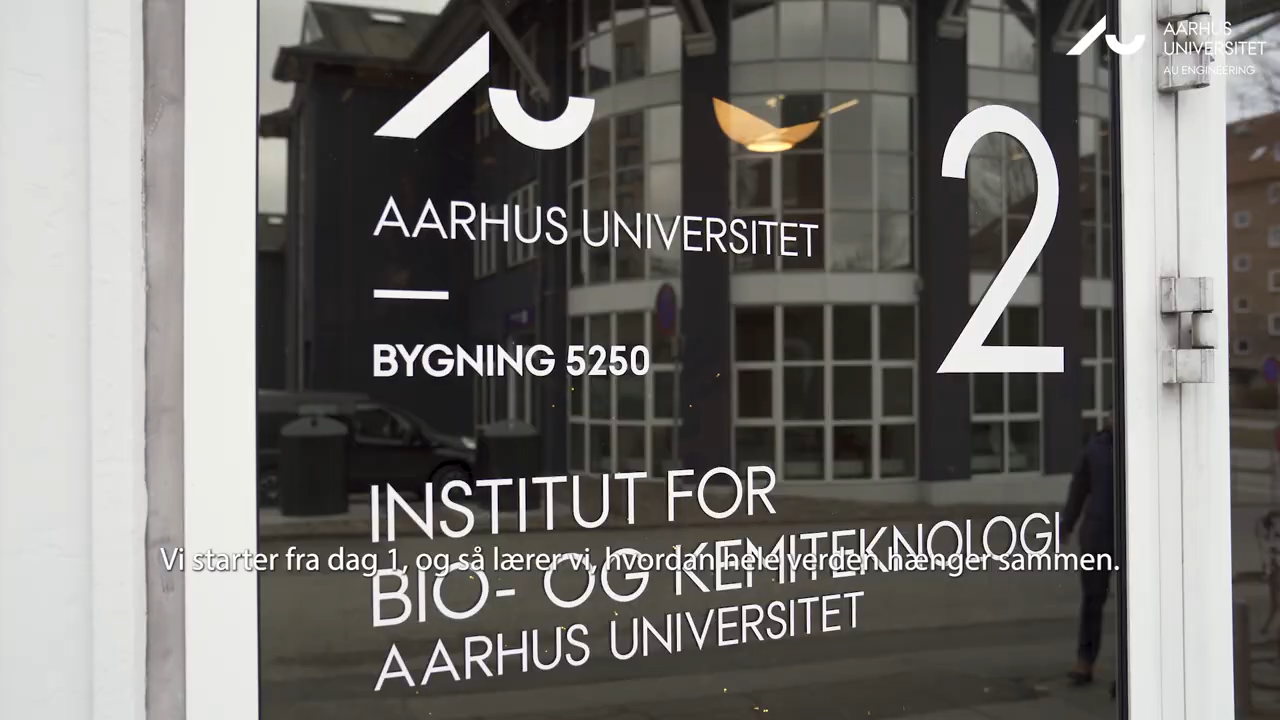 AARHUS
UNIVERSITET
AU ENGINEERING
AARHUS UNIVERSITET
2
BYGNING 5250
INSTITUT FOR
BIO- OG KEMITEKNOLOGI
AARHUS UNIVERSITET
Vi starter fra dag 1, og så lærer vi, hvordan hele verden hænger sammen.